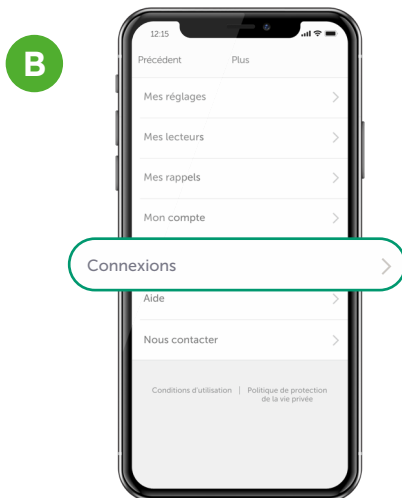 B
12:15
Précédent Plus
Mes réglages
Mes lecteurs
Mes rappels
Mon compte
Connexions
Aide
Nous contacter
Conditions d'utilisation | Politique de protection
de la vie privée